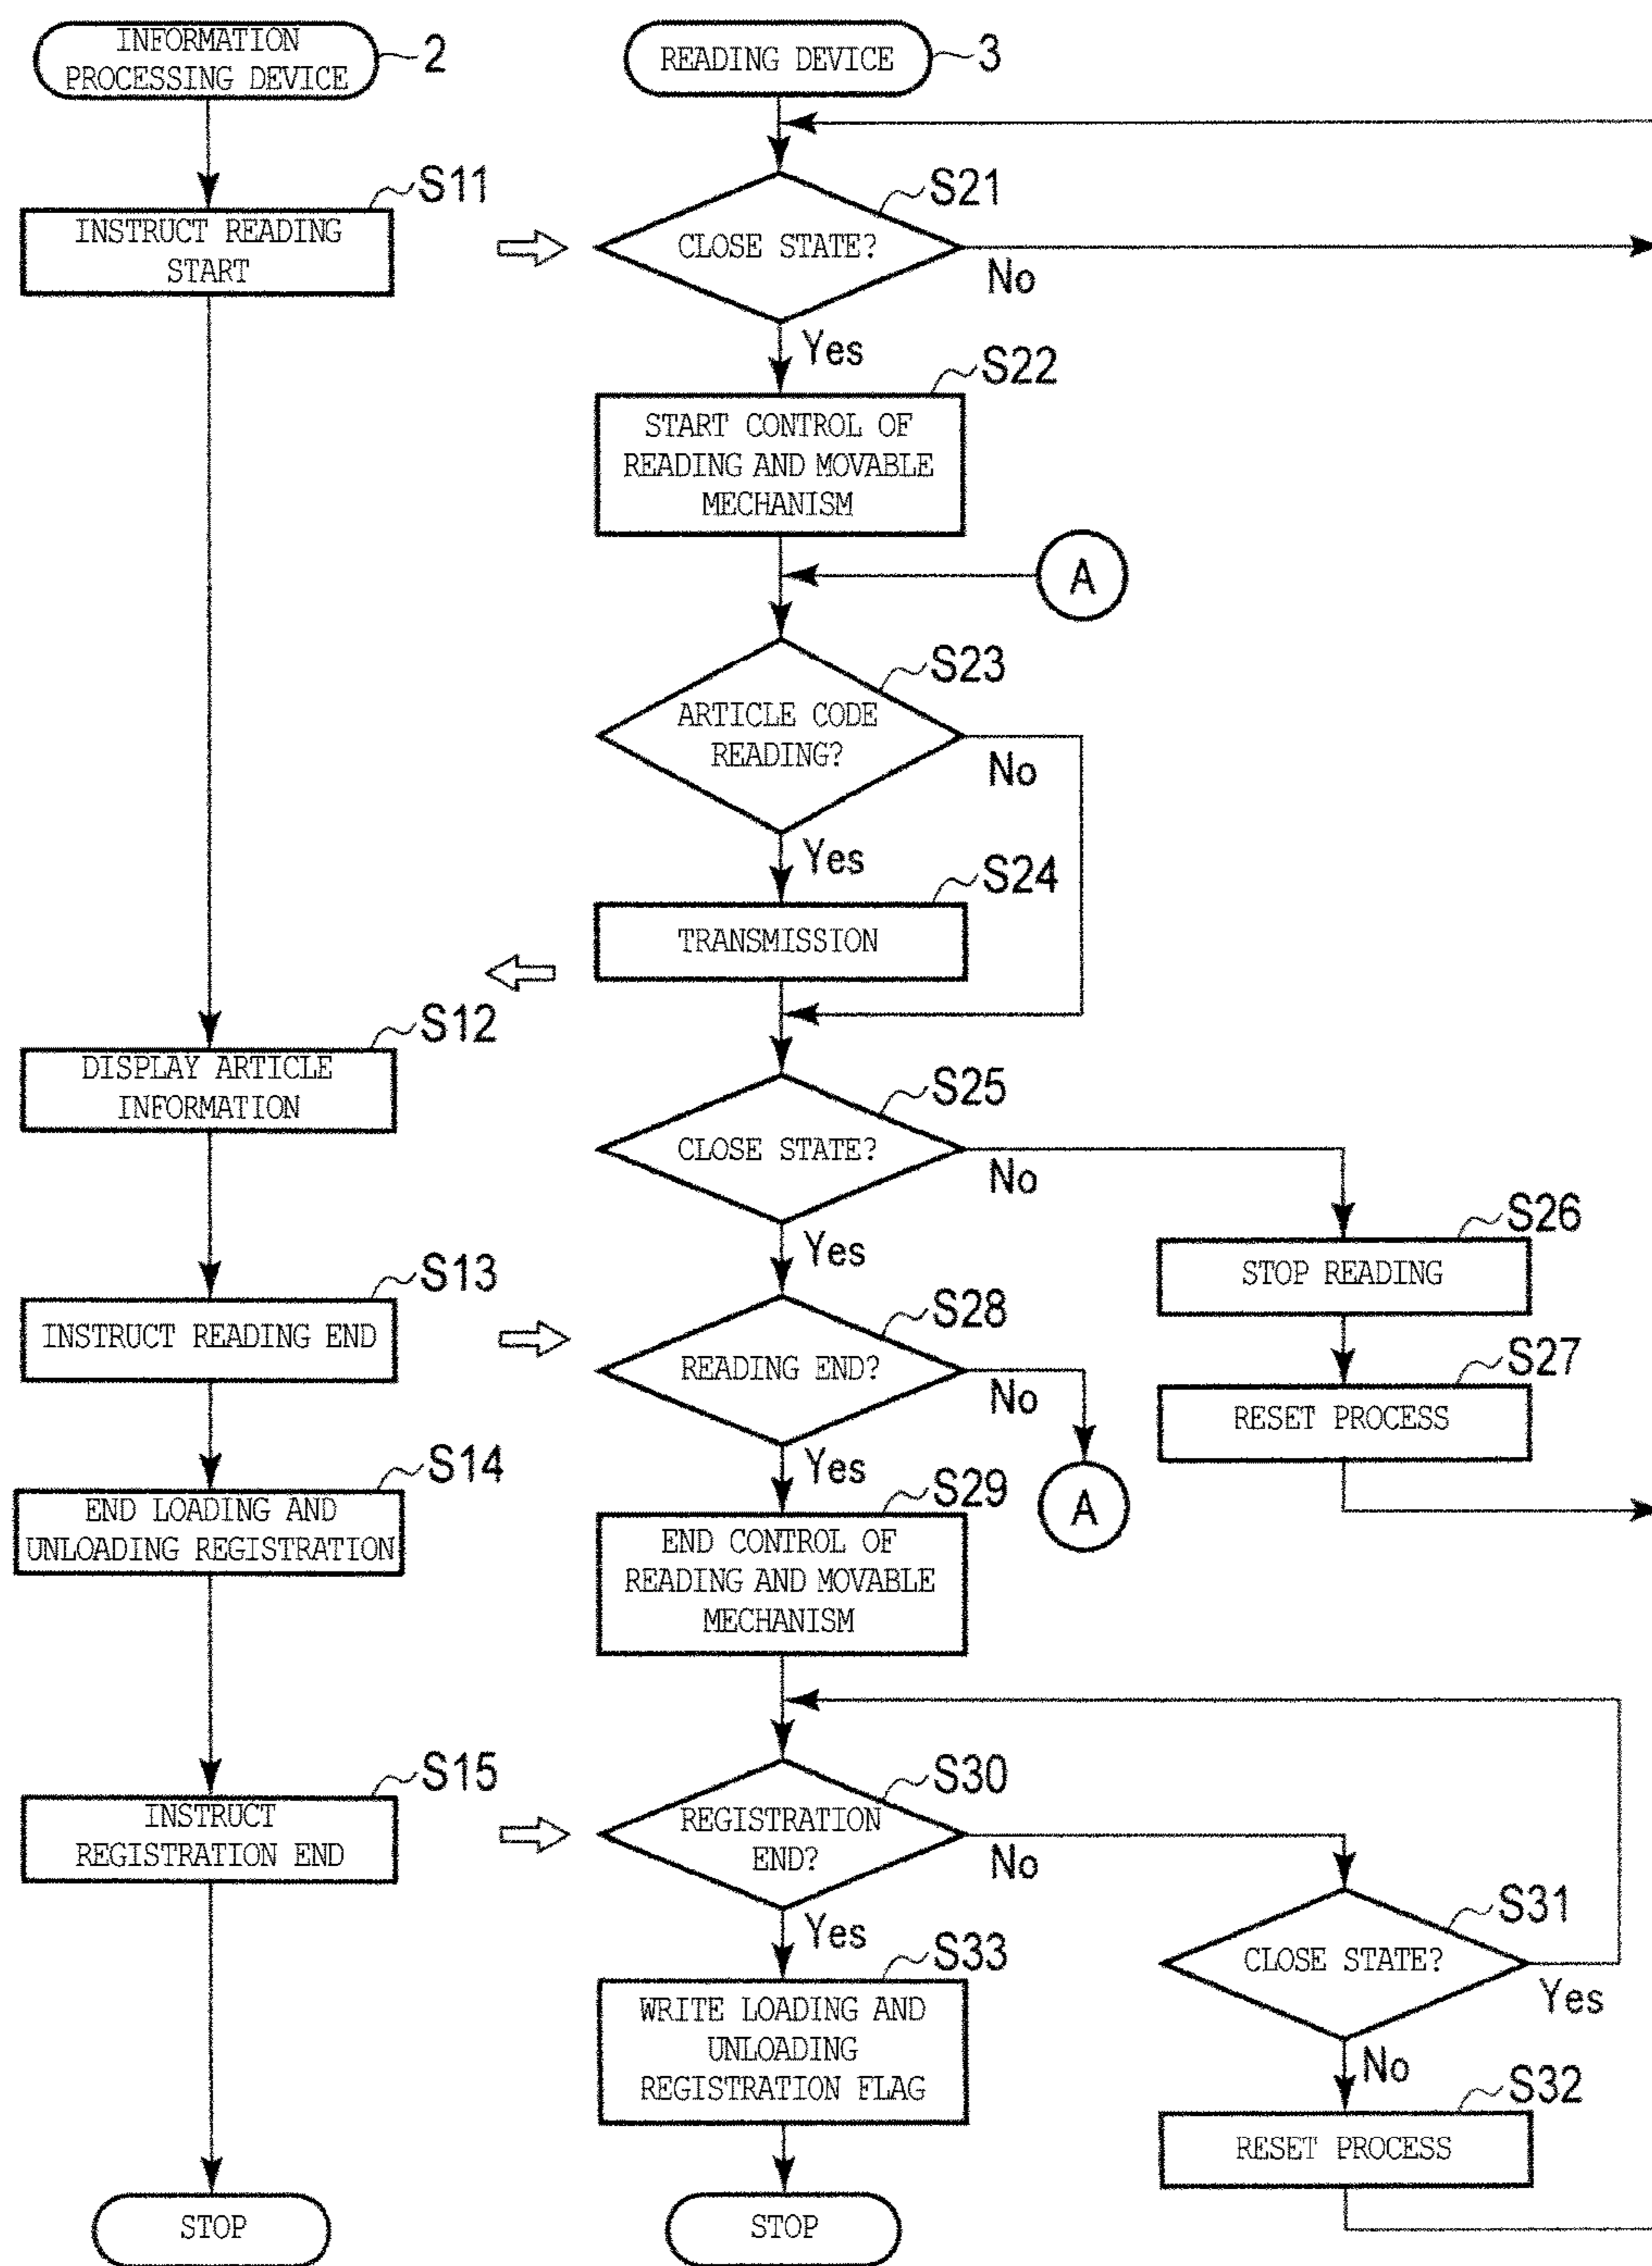 INFORMATION
PROCESSING DEVICE
2
READING DEVICE
3
S11
INSTRUCT READING
START
S21
CLOSE STATE?
No
Yes
S22
START CONTROL OF
READING AND MOVABLE
MECHANISM
A
S23
ARTICLE CODE
READING?
No
Yes
S24
TRANSMISSION
S12
DISPLAY ARTICLE
INFORMATION
S25
CLOSE STATE?
No
Yes
S26
STOP READING
S13
INSTRUCT READING END
S28
READING END?
No
Yes
S27
RESET PROCESS
A
S14
END LOADING AND
UNLOADING REGISTRATION
S29
END CONTROL OF
READING AND MOVABLE
MECHANISM
S15
INSTRUCT
REGISTRATION END
S30
REGISTRATION
END?
No
Yes
S31
CLOSE STATE?
Yes
No
S33
WRITE LOADING AND
UNLOADING
REGISTRATION FLAG
S32
RESET PROCESS
STOP
STOP